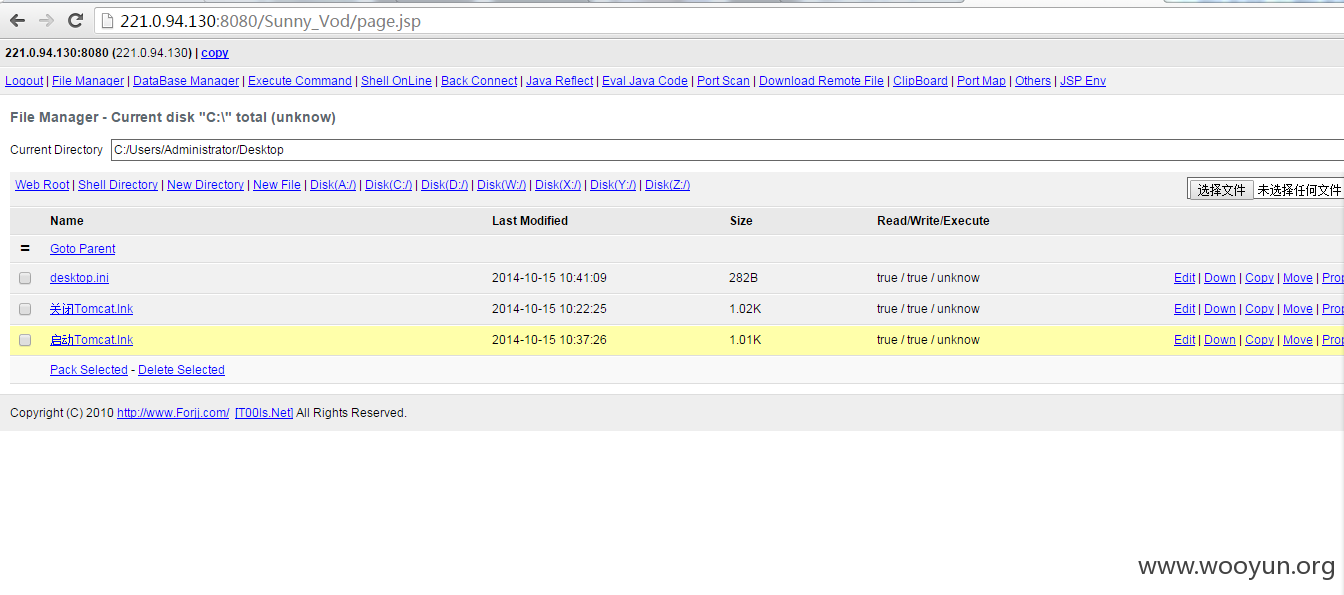 221.0.94.130:8080/Sunny_Vod/page.jsp
221.0.94.130:8080 (221.0.94.130) | copy
Logout | File Manager | DataBase Manager | Execute Command | Shell OnLine | Back Connect | Java Reflect | Eval Java Code | Port Scan | Download Remote File | ClipBoard | Port Map | Others | JSP Env
File Manager - Current disk "C:\" total (unknow)
Current Directory C:/Users/Administrator/Desktop
Web Root | Shell Directory | New Directory | New File | Disk(A:/) | Disk(C:/) | Disk(D:/) | Disk(W:/) | Disk(X:/) | Disk(Y:/) | Disk(Z:/) 选择文件 未选择任何文件
Name Last Modified Size Read/Write/Execute
= Goto Parent
desktop.ini 2014-10-15 10:41:09 282B true / true / unknow Edit | Down | Copy | Move |
关闭Tomcat.lnk 2014-10-15 10:22:25 1.02K true / true / unknow Edit | Down | Copy | Move |
启动Tomcat.lnk 2014-10-15 10:37:26 1.01K true / true / unknow Edit | Down | Copy | Move |
Pack Selected - Delete Selected
Copyright (C) 2010 http://www.Forjj.com/ [T00ls.Net] All Rights Reserved.
www.wooyun.org